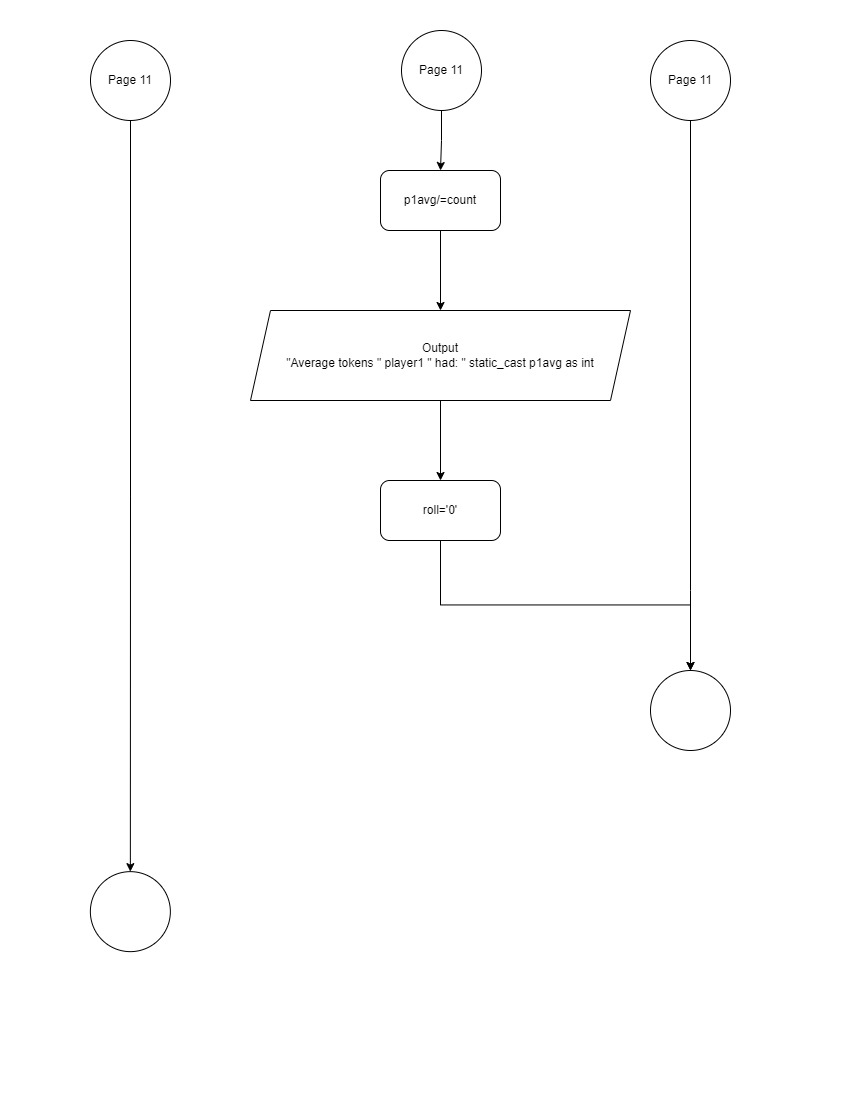 Page 11
Page 11
Page 11
p1avg/=count
Output
"Average tokens " player1 " had: " static_cast p1avg as int
roll='0'